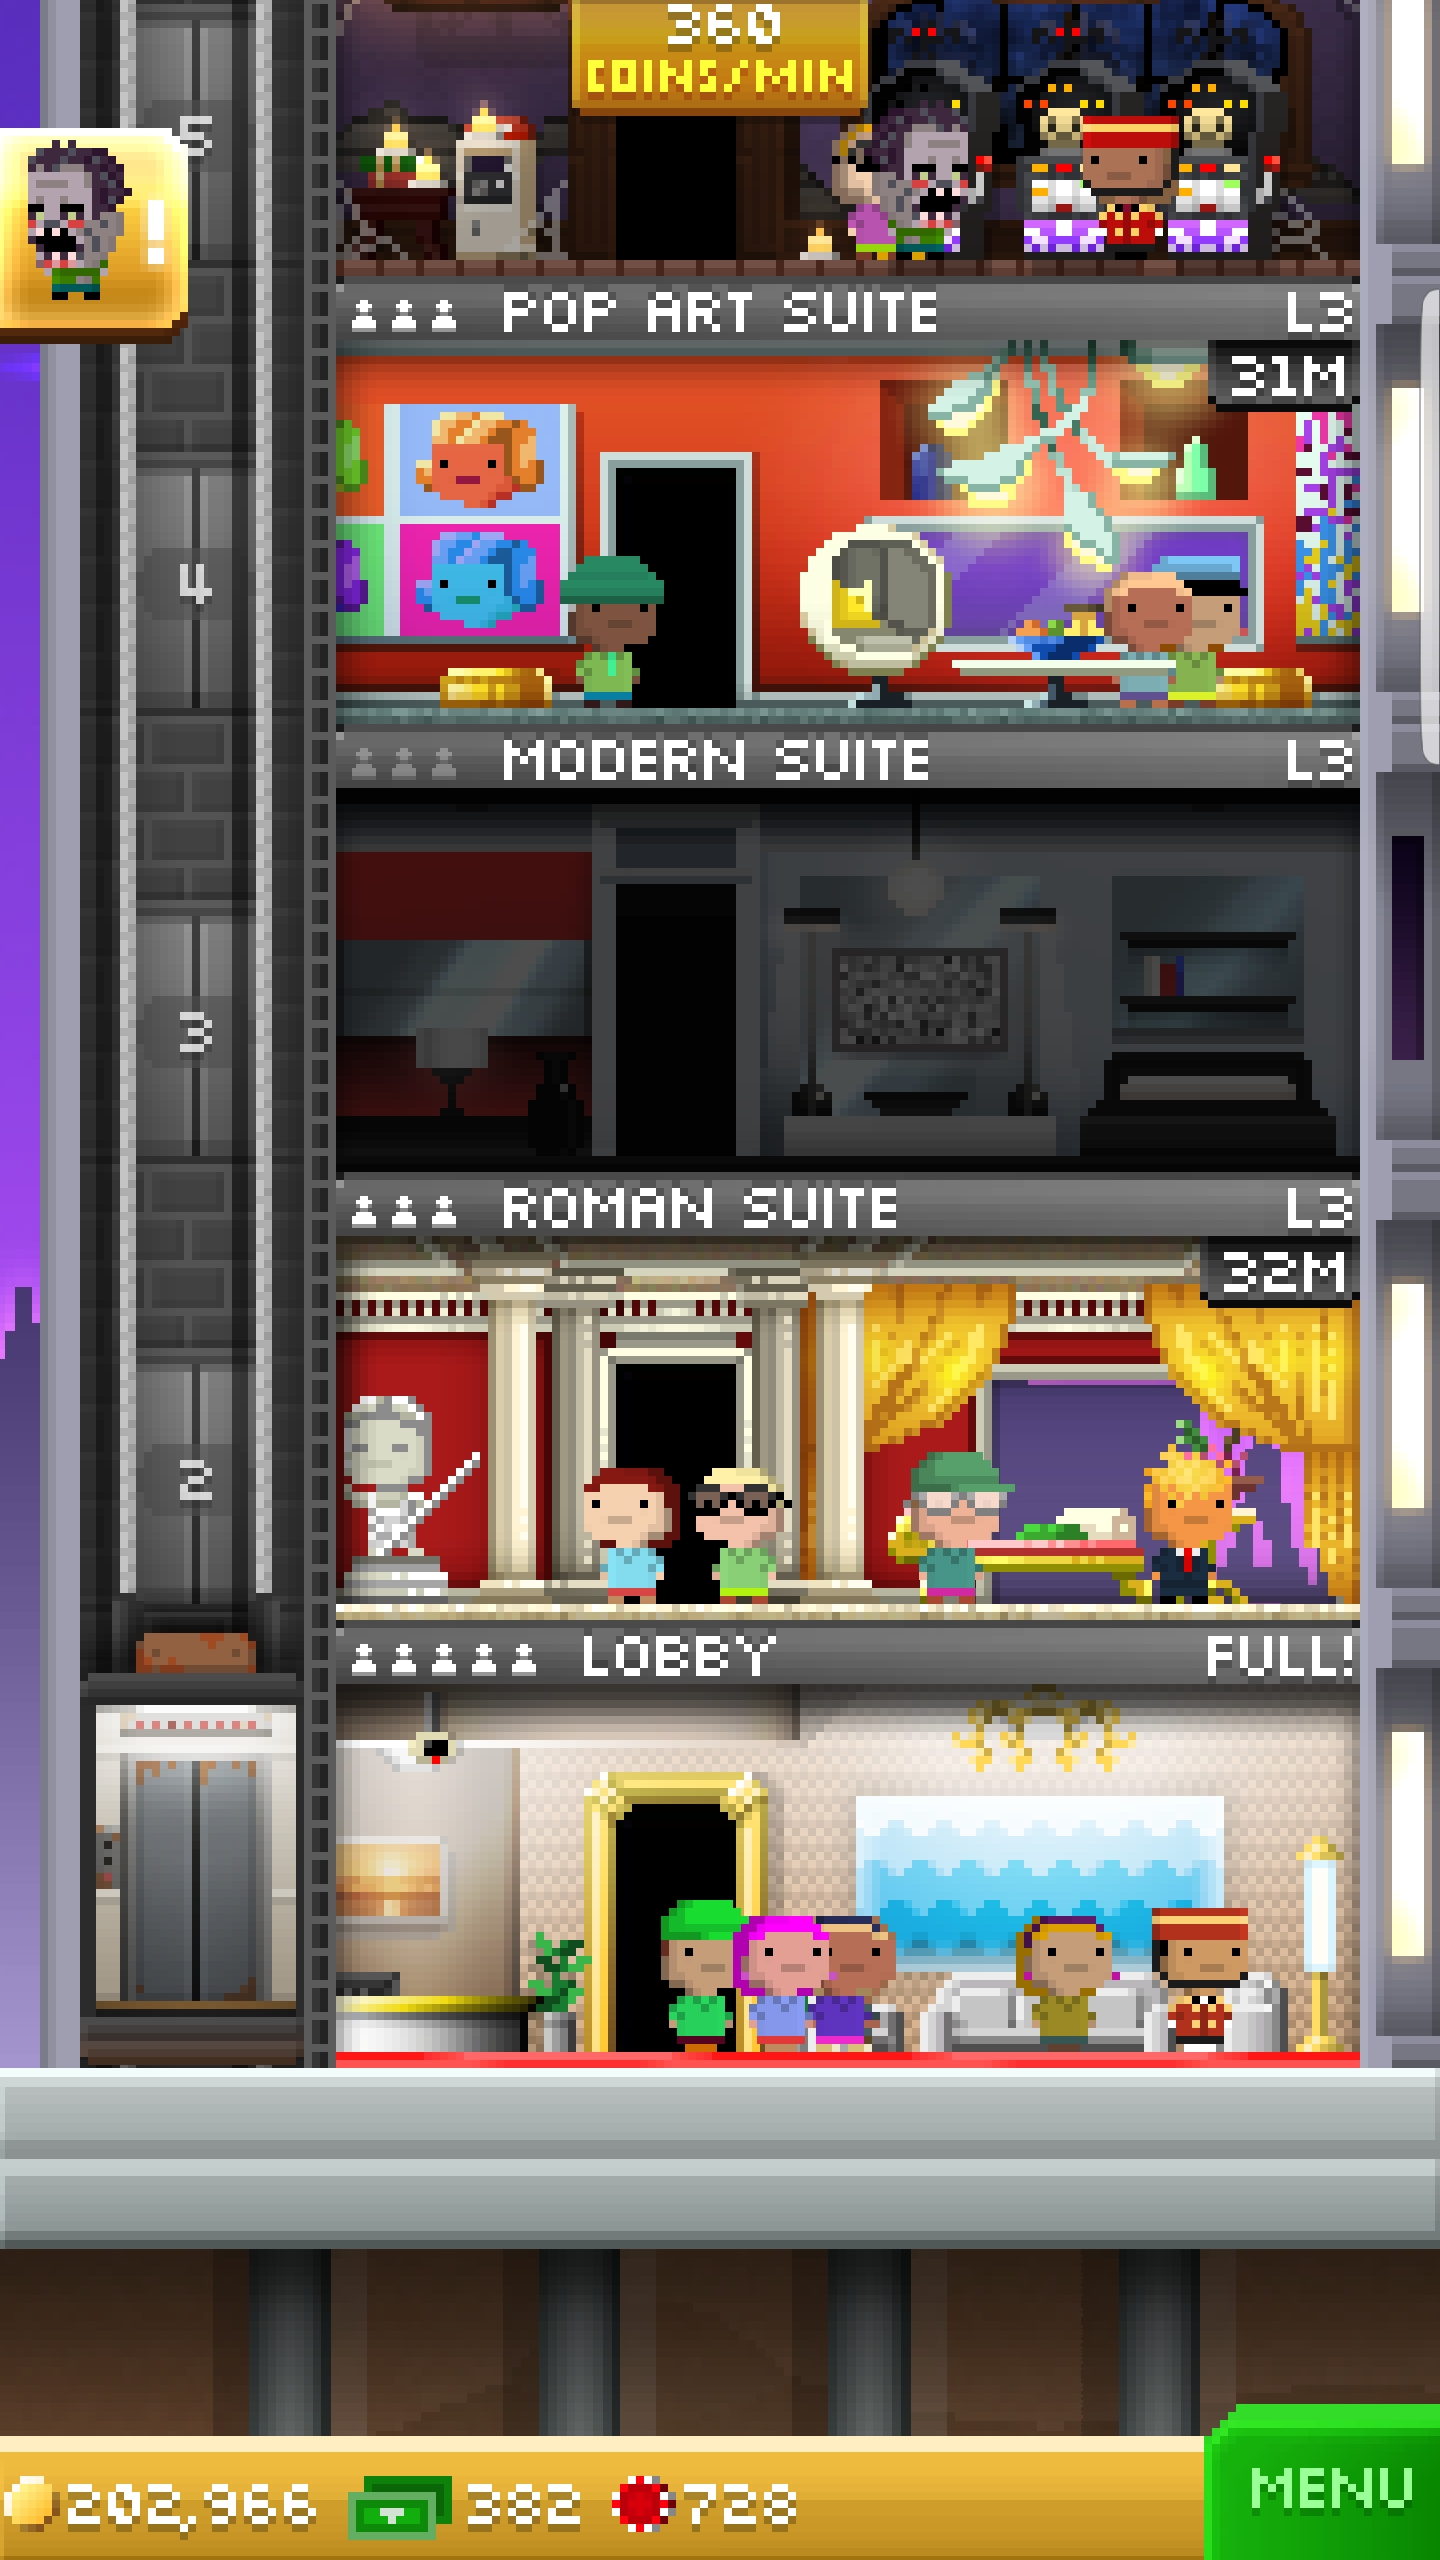 360
COINS/MIN
5
!
POP ART SUITE L3
31M
4
MODERN SUITE L3
3
ROMAN SUITE L3
32M
2
LOBBY FULL!
202,966 382 728
MENU